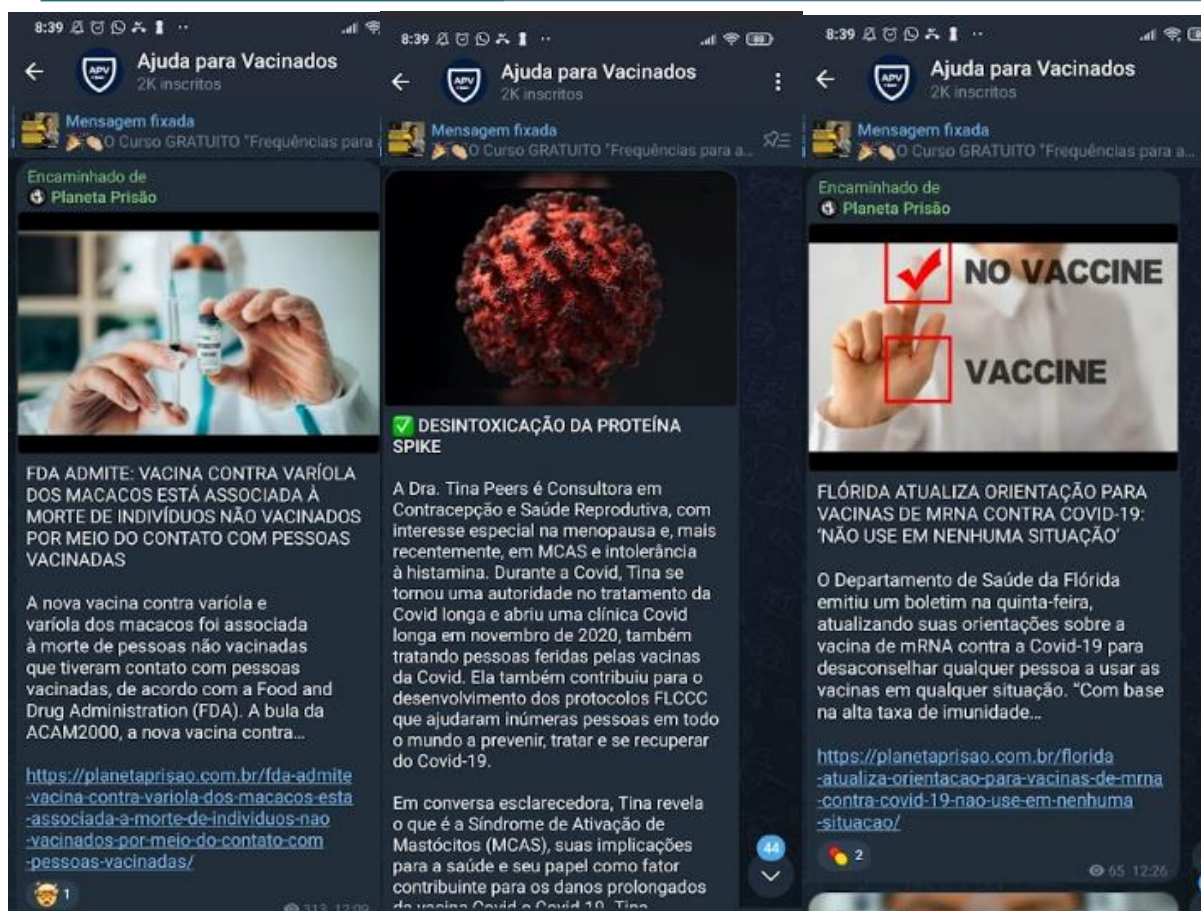 8:39
Ajuda para Vacinados
2K inscritos
Mensagem fixada
O Curso GRATUITO "Frequências para
Encaminhado de
Planeta Prisão
FDA ADMITE: VACINA CONTRA VARÍOLA
DOS MACACOS ESTÁ ASSOCIADA À
MORTE DE INDIVÍDUOS NÃO VACINADOS
POR MEIO DO CONTATO COM PESSOAS
VACINADAS
A nova vacina contra varíola e
varíola dos macacos foi associada
à morte de pessoas não vacinadas
que tiveram contato com pessoas
vacinadas, de acordo com a Food and
Drug Administration (FDA). A bula da
ACAM2000, a nova vacina contra...
https://planetaprisao.com.br/fda-admite
-vacina-contra-variola-dos-macacos-esta
-associada-a-morte-de-individuos-nao
-vacinados-por-meio-do-contato-com
-pessoas-vacinadas/
1
313 12:09
8:39
Ajuda para Vacinados
2K inscritos
Mensagem fixada
O Curso GRATUITO "Frequências para a...
✅ DESINTOXICAÇÃO DA PROTEÍNA
SPIKE
A Dra. Tina Peers é Consultora em
Contracepção e Saúde Reprodutiva, com
interesse especial na menopausa e, mais
recentemente, em MCAS e intolerância
à histamina. Durante a Covid, Tina se
tornou uma autoridade no tratamento da
Covid longa e abriu uma clínica Covid
longa em novembro de 2020, também
tratando pessoas feridas pelas vacinas
da Covid. Ela também contribuiu para o
desenvolvimento dos protocolos FLCCC
que ajudaram inúmeras pessoas em todo
o mundo a prevenir, tratar e se recuperar
do Covid-19.
Em conversa esclarecedora, Tina revela
o que é a Síndrome de Ativação de
Mastócitos (MCAS), suas implicações
para a saúde e seu papel como fator
contribuinte para os danos prolongados
da vacina Covid e Covid 19. Tina
44
8:39
Ajuda para Vacinados
2K inscritos
Mensagem fixada
O Curso GRATUITO "Frequências para a...
Encaminhado de
Planeta Prisão
NO VACCINE
VACCINE
FLÓRIDA ATUALIZA ORIENTAÇÃO PARA
VACINAS DE MRNA CONTRA COVID-19:
'NÃO USE EM NENHUMA SITUAÇÃO'
O Departamento de Saúde da Flórida
emitiu um boletim na quinta-feira,
atualizando suas orientações sobre a
vacina de mRNA contra a Covid-19 para
desaconselhar qualquer pessoa a usar as
vacinas em qualquer situação. "Com base
na alta taxa de imunidade...
https://planetaprisao.com.br/florida
-atualiza-orientacao-para-vacinas-de-mrna
-contra-covid-19-nao-use-em-nenhuma
-situacao/
2
65 12:26